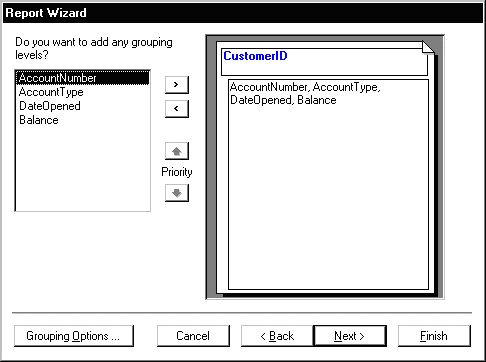 Report Wizard
Do you want to add any grouping
levels?
AccountNumber
AccountType
DateOpened
Balance
>
<
Priority
CustomerID
AccountNumber, AccountType,
DateOpened, Balance
Grouping Options ...
Cancel
< Back
Next >
Finish